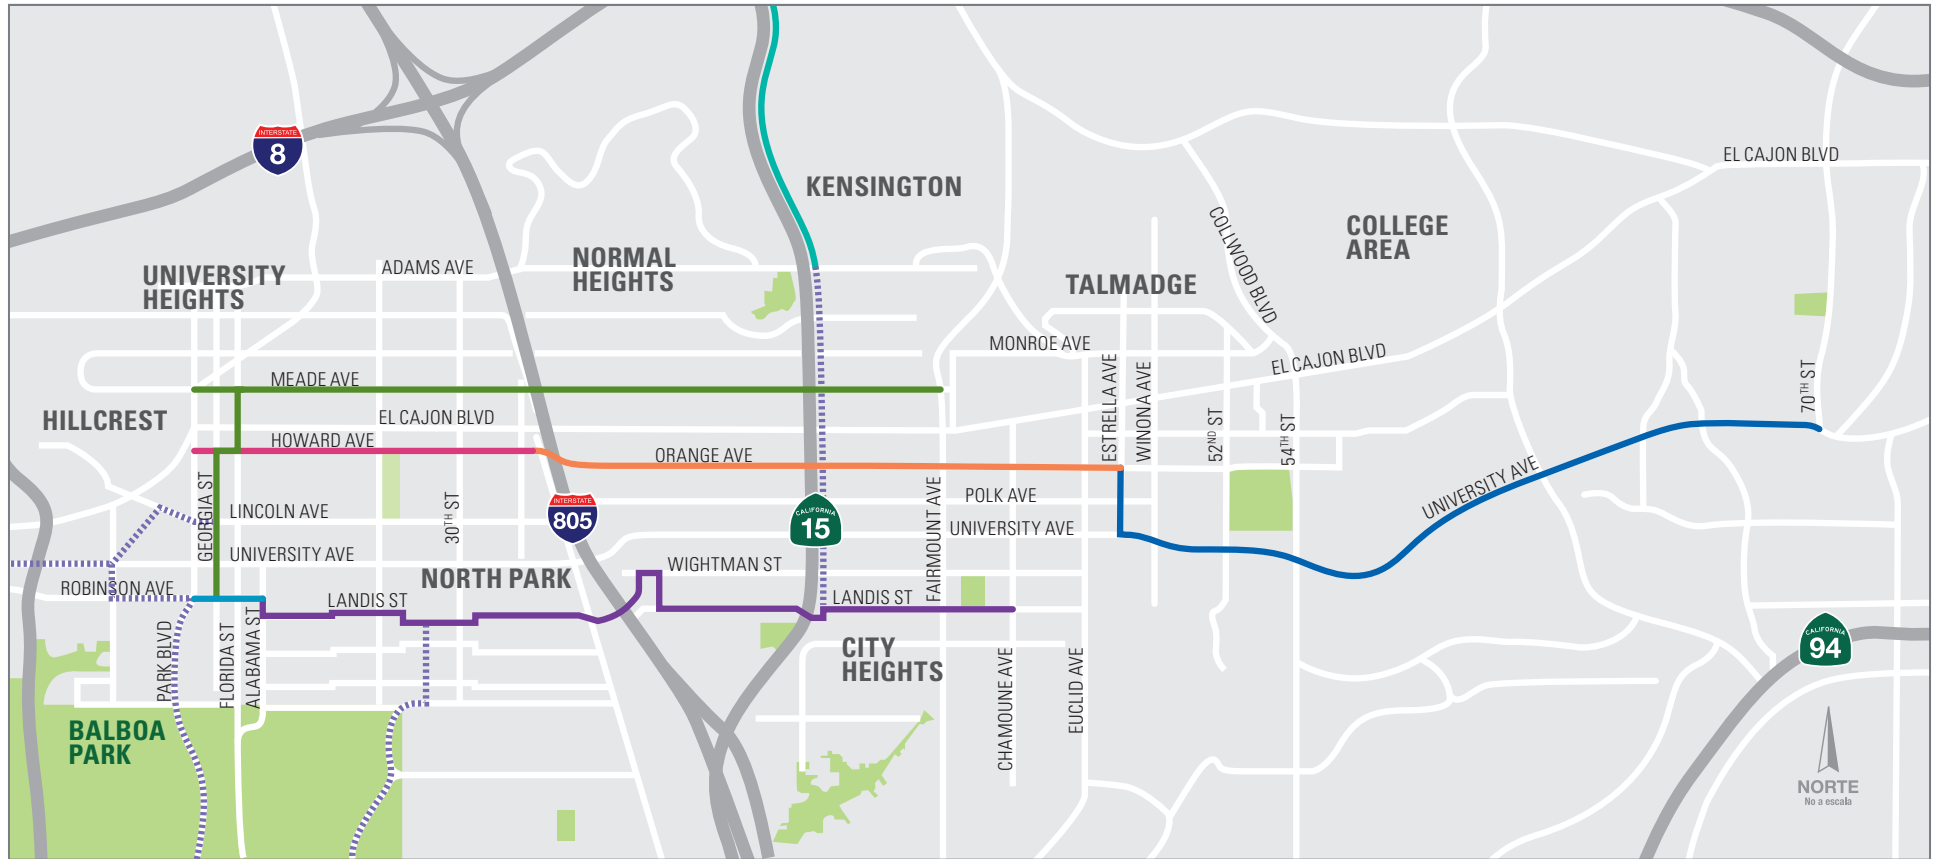 EL CAJON BLVD
INTERSTATE
8
KENSINGTON
COLLWOOD BLVD
COLLEGE
AREA
UNIVERSITY
HEIGHTS
ADAMS AVE
NORMAL
HEIGHTS
TALMADGE
MONROE AVE
EL CAJON BLVD
MEADE AVE
ESTRELLA AVE
WINONA AVE
70TH ST
HILLCREST
EL CAJON BLVD
52ND ST
54TH ST
HOWARD AVE
ORANGE AVE
GEORGIA ST
LINCOLN AVE
30TH ST
INTERSTATE
805
CALIFORNIA
15
FAIRMOUNT AVE
POLK AVE
UNIVERSITY AVE
UNIVERSITY AVE
UNIVERSITY AVE
ROBINSON AVE
NORTH PARK
WIGHTMAN ST
LANDIS ST
LANDIS ST
PARK BLVD
FLORIDA ST
ALABAMA ST
CITY
HEIGHTS
CHAMOUNE AVE
EUCLID AVE
CALIFORNIA
94
BALBOA
PARK
NORTE
No a escala